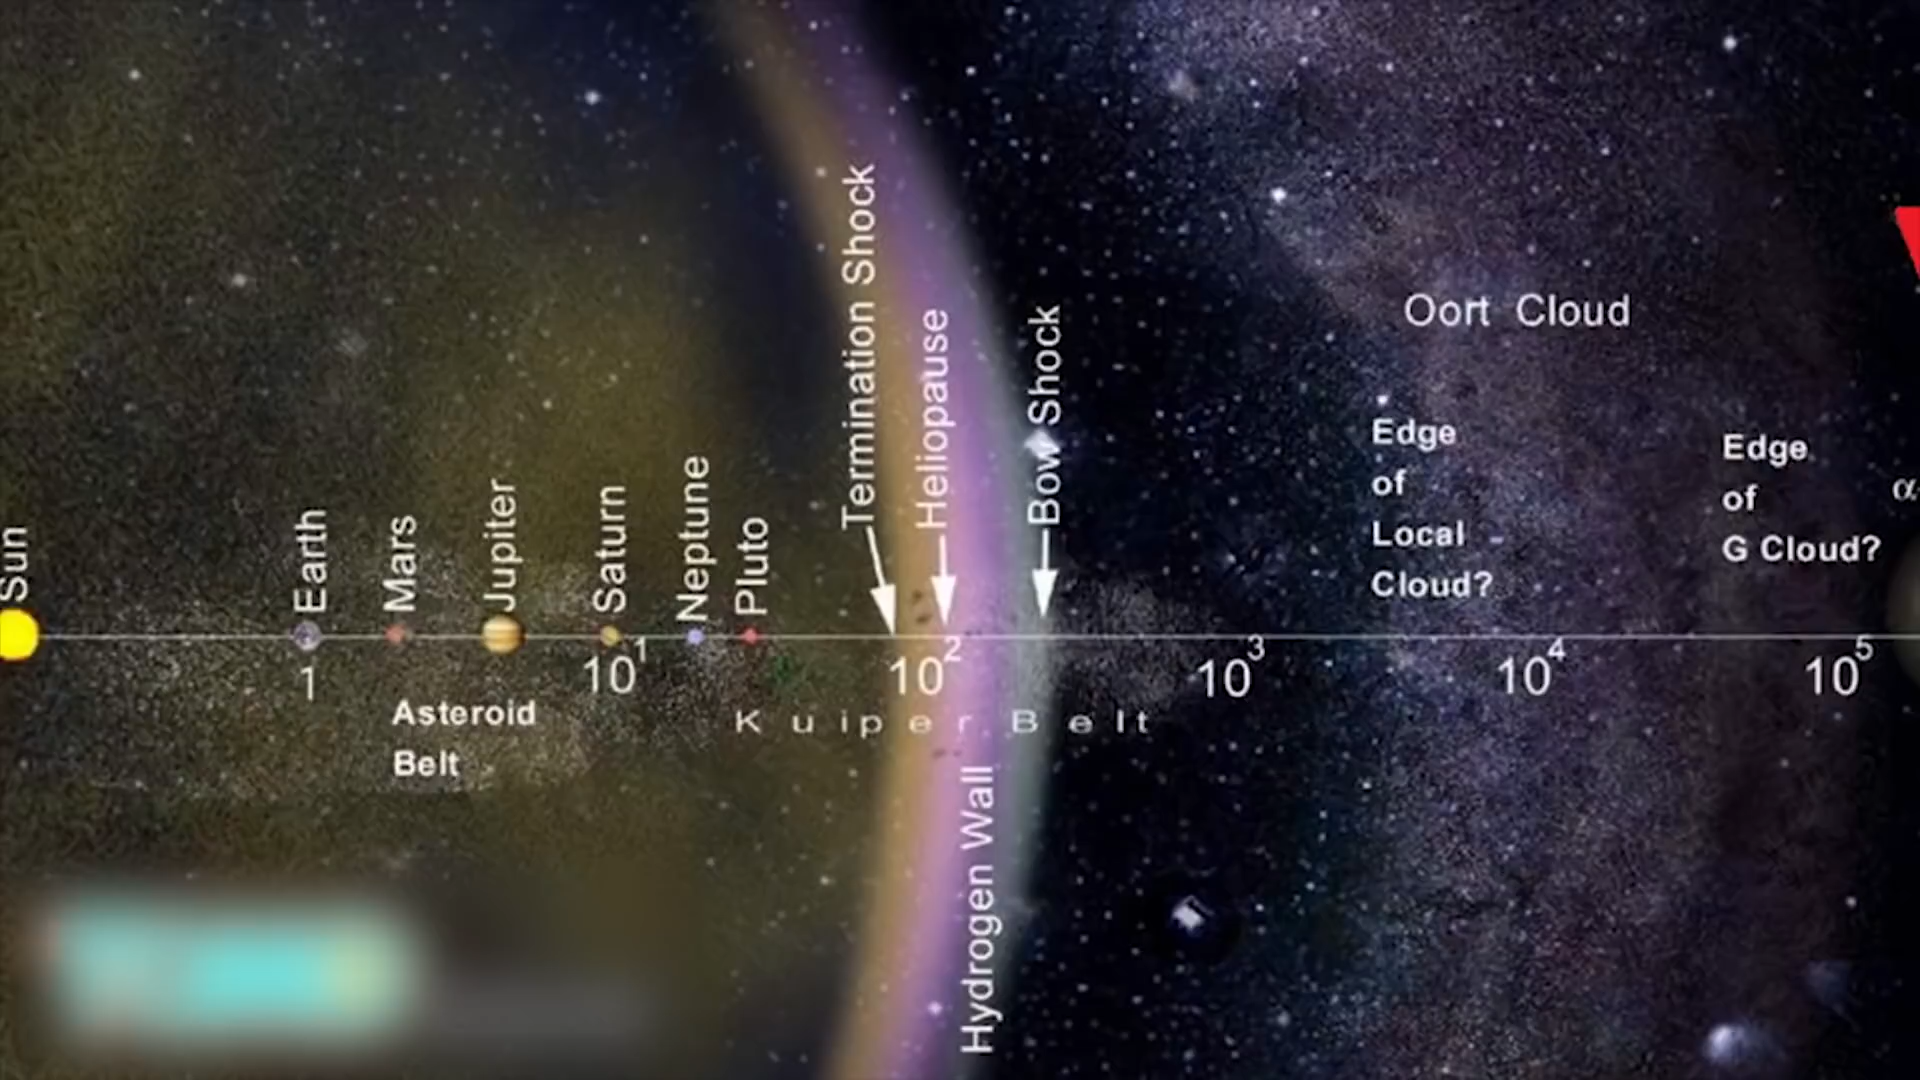 Sun
Earth
Mars
Jupiter
Saturn
Neptune
Pluto
Termination Shock
Heliopause
Bow Shock
Oort Cloud
Edge
of
Local
Cloud?
Edge
of
G Cloud?
α
1
10¹
10²
10³
10⁴
10⁵
Asteroid
Belt
Kuiper Belt
Hydrogen Wall